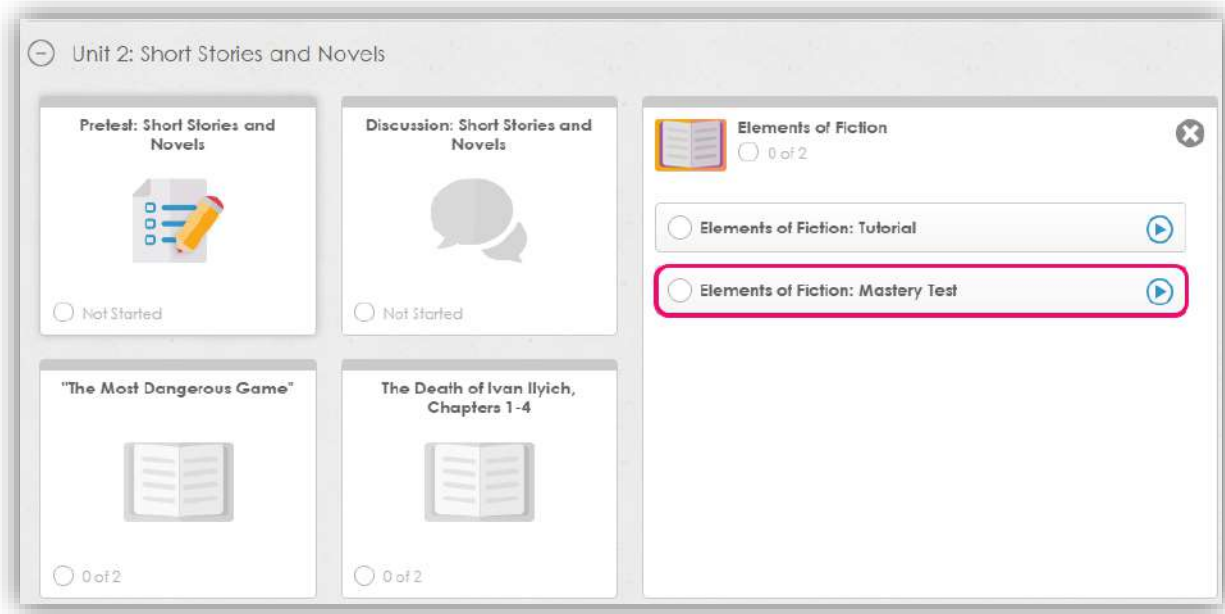 Unit 2: Short Stories and Novels
Pretest: Short Stories and
Novels
Not Started
Discussion: Short Stories and
Novels
Not Started
Elements of Fiction
0 of 2
Elements of Fiction: Tutorial
Elements of Fiction: Mastery Test
"The Most Dangerous Game"
0 of 2
The Death of Ivan Ilyich,
Chapters 1-4
0 of 2